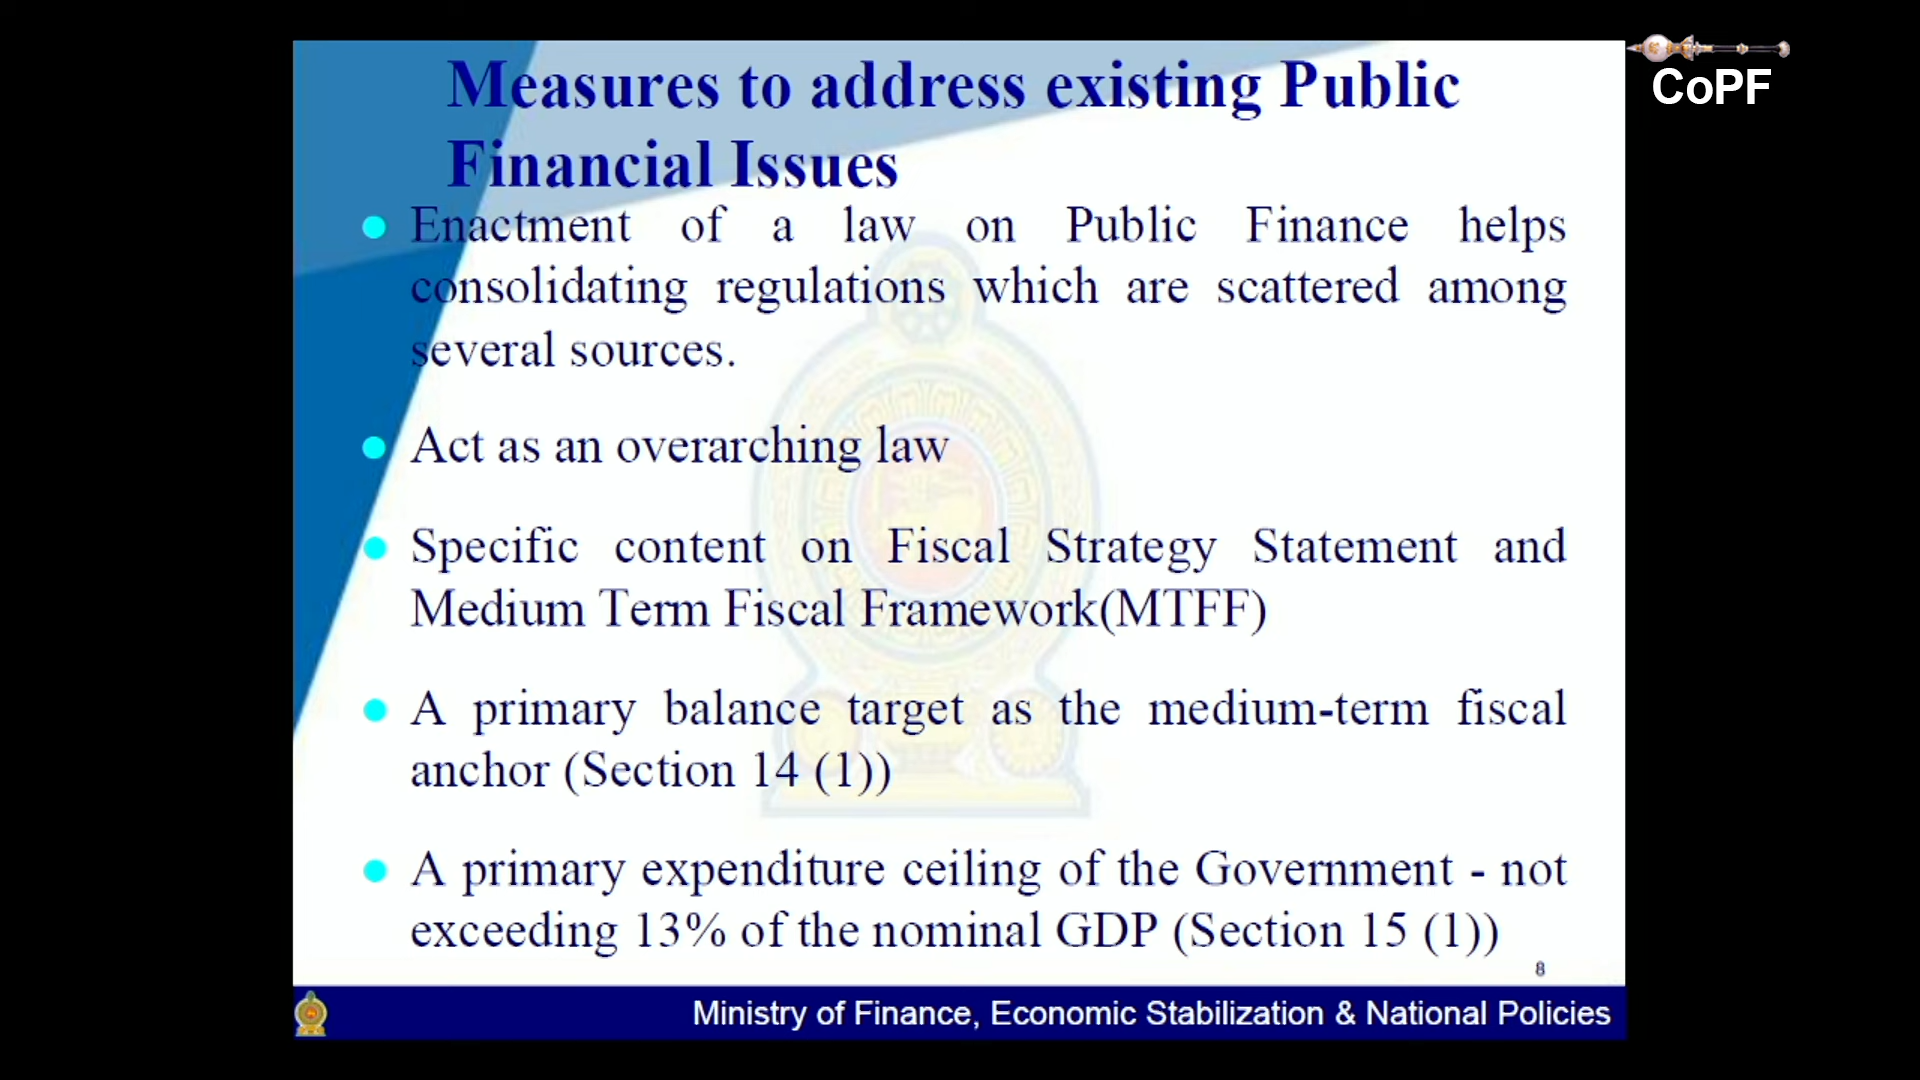 CoPF
Measures to address existing Public
Financial Issues
Enactment of a law on Public Finance helps
consolidating regulations which are scattered among
several sources.
Act as an overarching law
Specific content on Fiscal Strategy Statement and
Medium Term Fiscal Framework(MTFF)
A primary balance target as the medium-term fiscal
anchor (Section 14 (1))
A primary expenditure ceiling of the Government - not
exceeding 13% of the nominal GDP (Section 15 (1))
8
Ministry of Finance, Economic Stabilization & National Policies